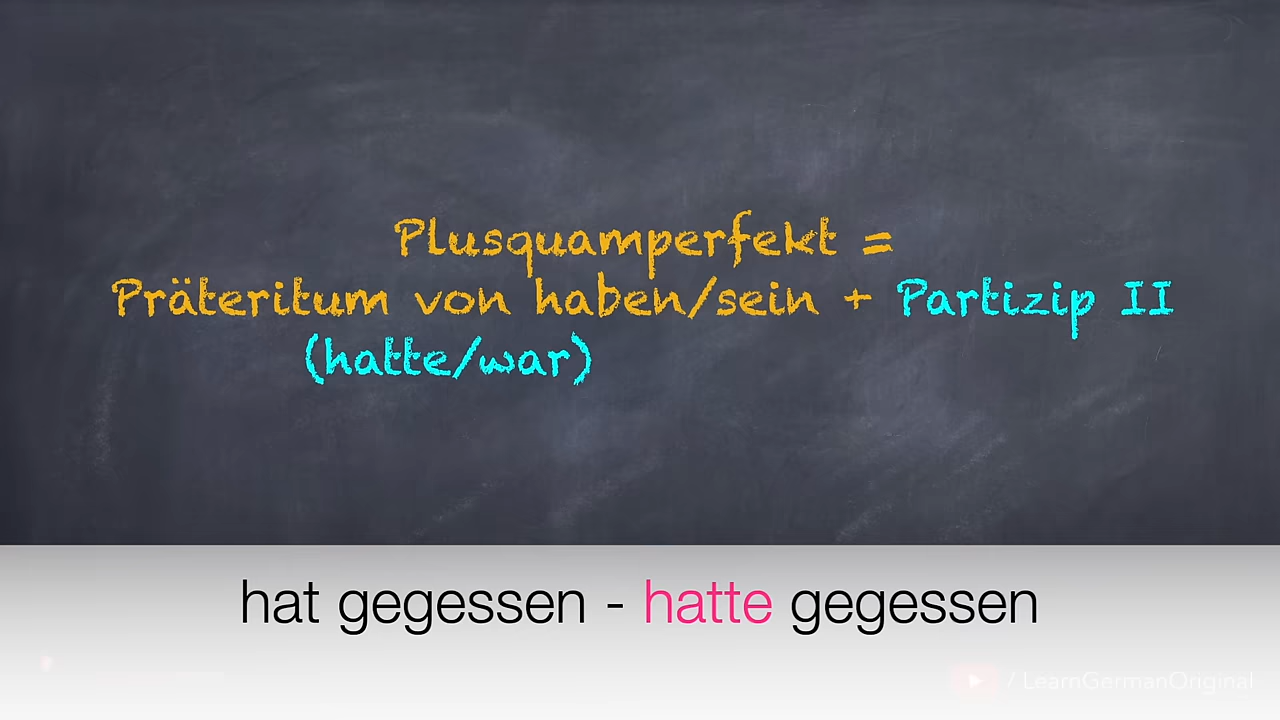 Plusquamperfekt =
Präteritum von haben/sein + Partizip II
(hatte/war)
hat gegessen - hatte gegessen
/ LearnGermanOriginal